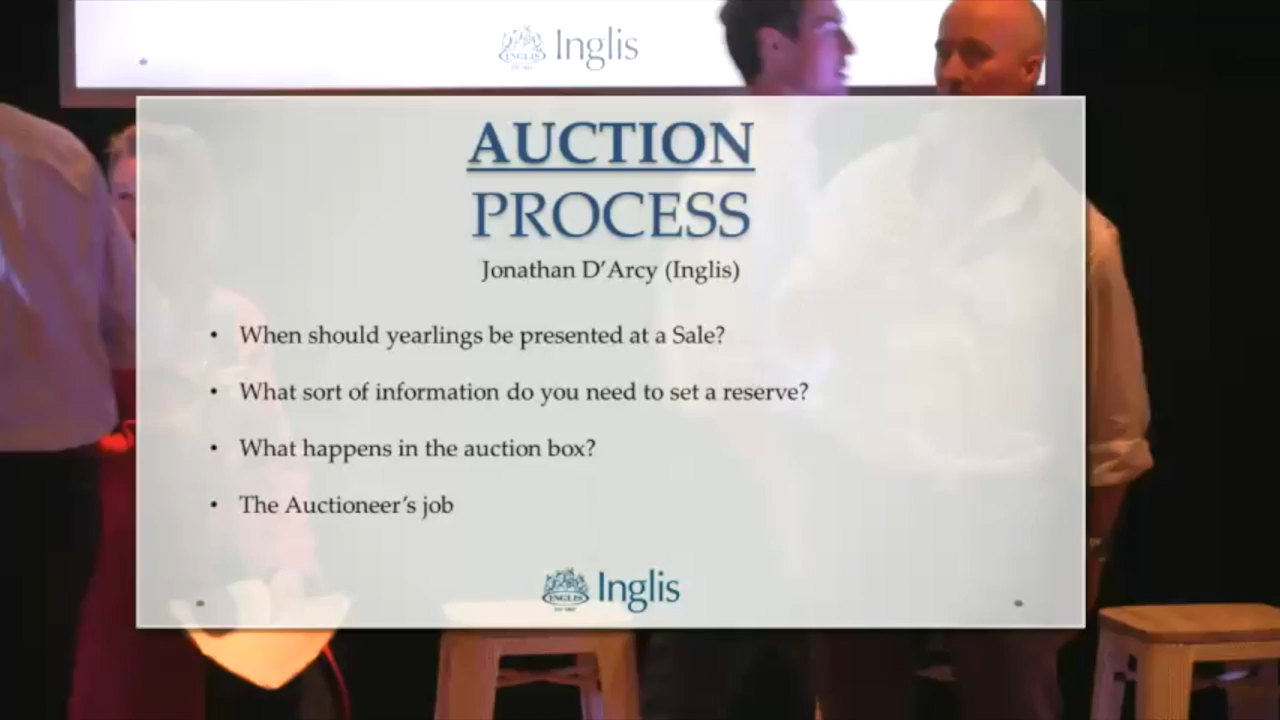 Inglis
AUCTION
PROCESS
Jonathan D'Arcy (Inglis)
• When should yearlings be presented at a Sale?
• What sort of information do you need to set a reserve?
• What happens in the auction box?
• The Auctioneer's job
INGLIS
Inglis